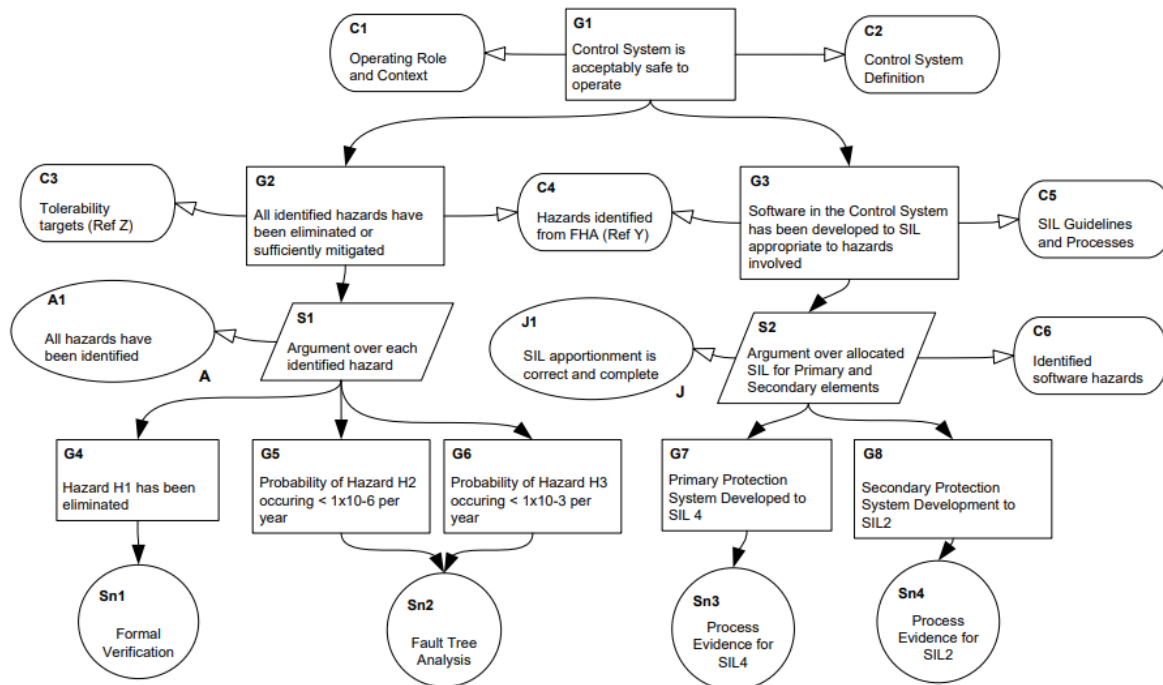 C1
Operating Role
and Context
G1
Control System is
acceptably safe to
operate
C2
Control System
Definition
C3
Tolerability
targets (Ref Z)
G2
All identified hazards have
been eliminated or
sufficiently mitigated
C4
Hazards identified
from FHA (Ref Y)
G3
Software in the Control System
has been developed to SIL
appropriate to hazards
involved
C5
SIL Guidelines
and Processes
A1
All hazards have
been identified
A
S1
Argument over each
identified hazard
J1
SIL apportionment is
correct and complete
J
S2
Argument over allocated
SIL for Primary and
Secondary elements
C6
Identified
software hazards
G4
Hazard H1 has been
eliminated
G5
Probability of Hazard H2
occuring < 1x10-6 per
year
G6
Probability of Hazard H3
occuring < 1x10-3 per
year
G7
Primary Protection
System Developed to
SIL 4
G8
Secondary Protection
System Development to
SIL2
Sn1
Formal
Verification
Sn2
Fault Tree
Analysis
Sn3
Process
Evidence for
SIL4
Sn4
Process
Evidence for
SIL2